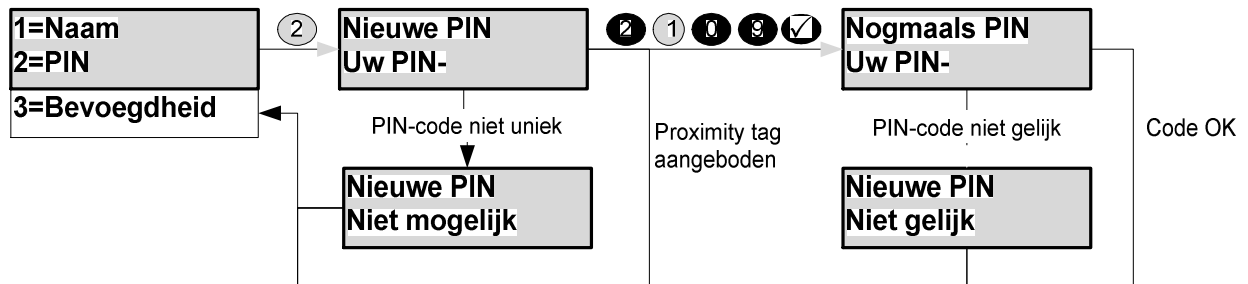 1=Naam
2=PIN
3=Bevoegdheid
2
Nieuwe PIN
Uw PIN-
2 1 0 9 ✓
Nogmaals PIN
Uw PIN-
PIN-code niet uniek
Proximity tag
aangeboden
PIN-code niet gelijk
Code OK
Nieuwe PIN
Niet mogelijk
Nieuwe PIN
Niet gelijk